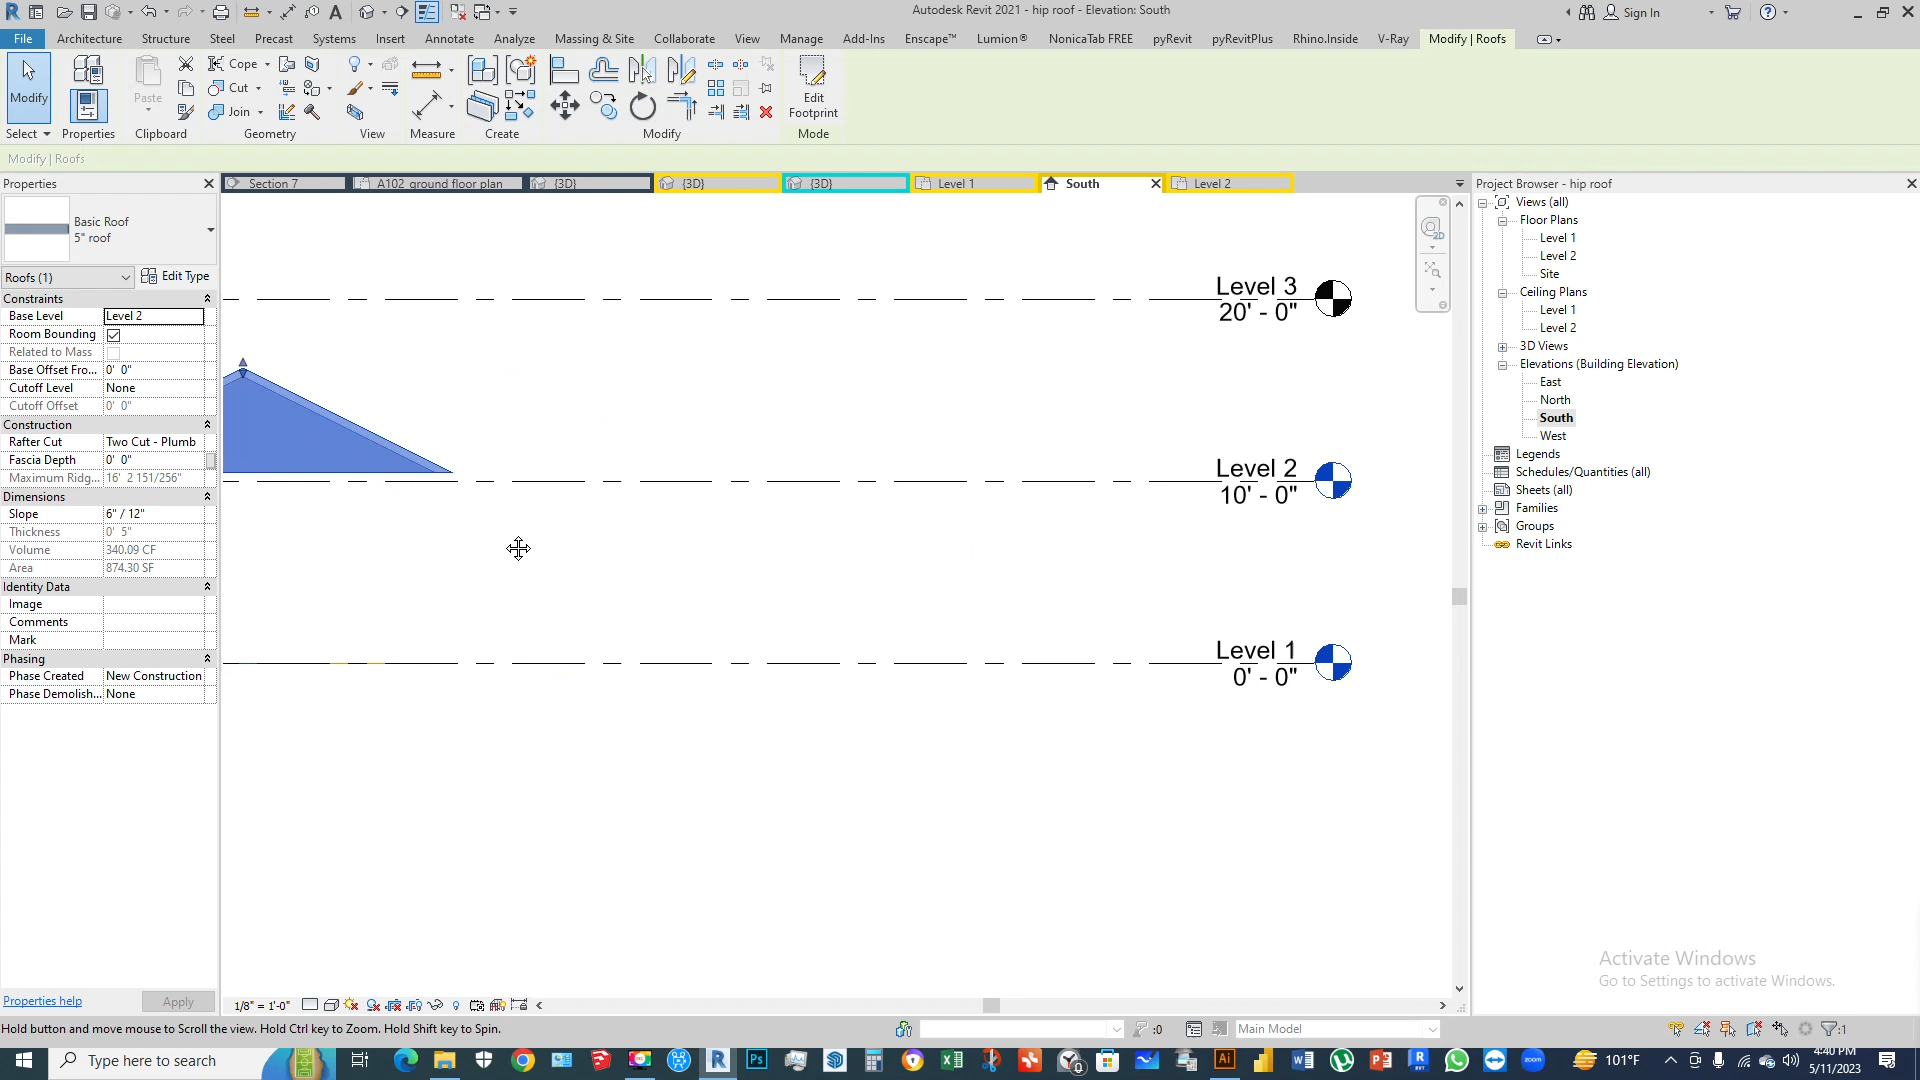 Autodesk Revit 2021 - hip roof - Elevation: South
Sign In
File Architecture Structure Steel Precast Systems Insert Annotate Analyze Massing & Site Collaborate View Manage Add-Ins Enscape™ Lumion® NonicaTab FREE pyRevit pyRevitPlus Rhino.Inside V-Ray Modify | Roofs
Modify
Paste
Cope
Cut
Join
Edit
Footprint
Select Properties Clipboard Geometry View Measure Create Modify Mode
Modify | Roofs
Properties
Section 7
A102 ground floor plan
{3D}
{3D}
{3D}
Level 1
South
Level 2
Project Browser - hip roof
Basic Roof
5" roof
Roofs (1)
Edit Type
Constraints
Base Level Level 2
Room Bounding
Related to Mass
Base Offset Fro... 0' 0"
Cutoff Level None
Cutoff Offset 0' 0"
Construction
Rafter Cut Two Cut - Plumb
Fascia Depth 0' 0"
Maximum Ridg... 16' 2 151/256"
Dimensions
Slope 6" / 12"
Thickness 0' 5"
Volume 340.09 CF
Area 874.30 SF
Identity Data
Image
Comments
Mark
Phasing
Phase Created New Construction
Phase Demolish... None
Properties help
Apply
2D
Level 3
20' - 0"
Level 2
10' - 0"
Level 1
0' - 0"
Views (all)
Floor Plans
Level 1
Level 2
Site
Ceiling Plans
Level 1
Level 2
3D Views
Elevations (Building Elevation)
East
North
South
West
Legends
Schedules/Quantities (all)
Sheets (all)
Families
Groups
Revit Links
Activate Windows
Go to Settings to activate Windows.
1/8" = 1'-0"
Hold button and move mouse to Scroll the view. Hold Ctrl key to Zoom. Hold Shift key to Spin.
:0
Main Model
:1
Type here to search
101°F
4:40 PM
5/11/2023